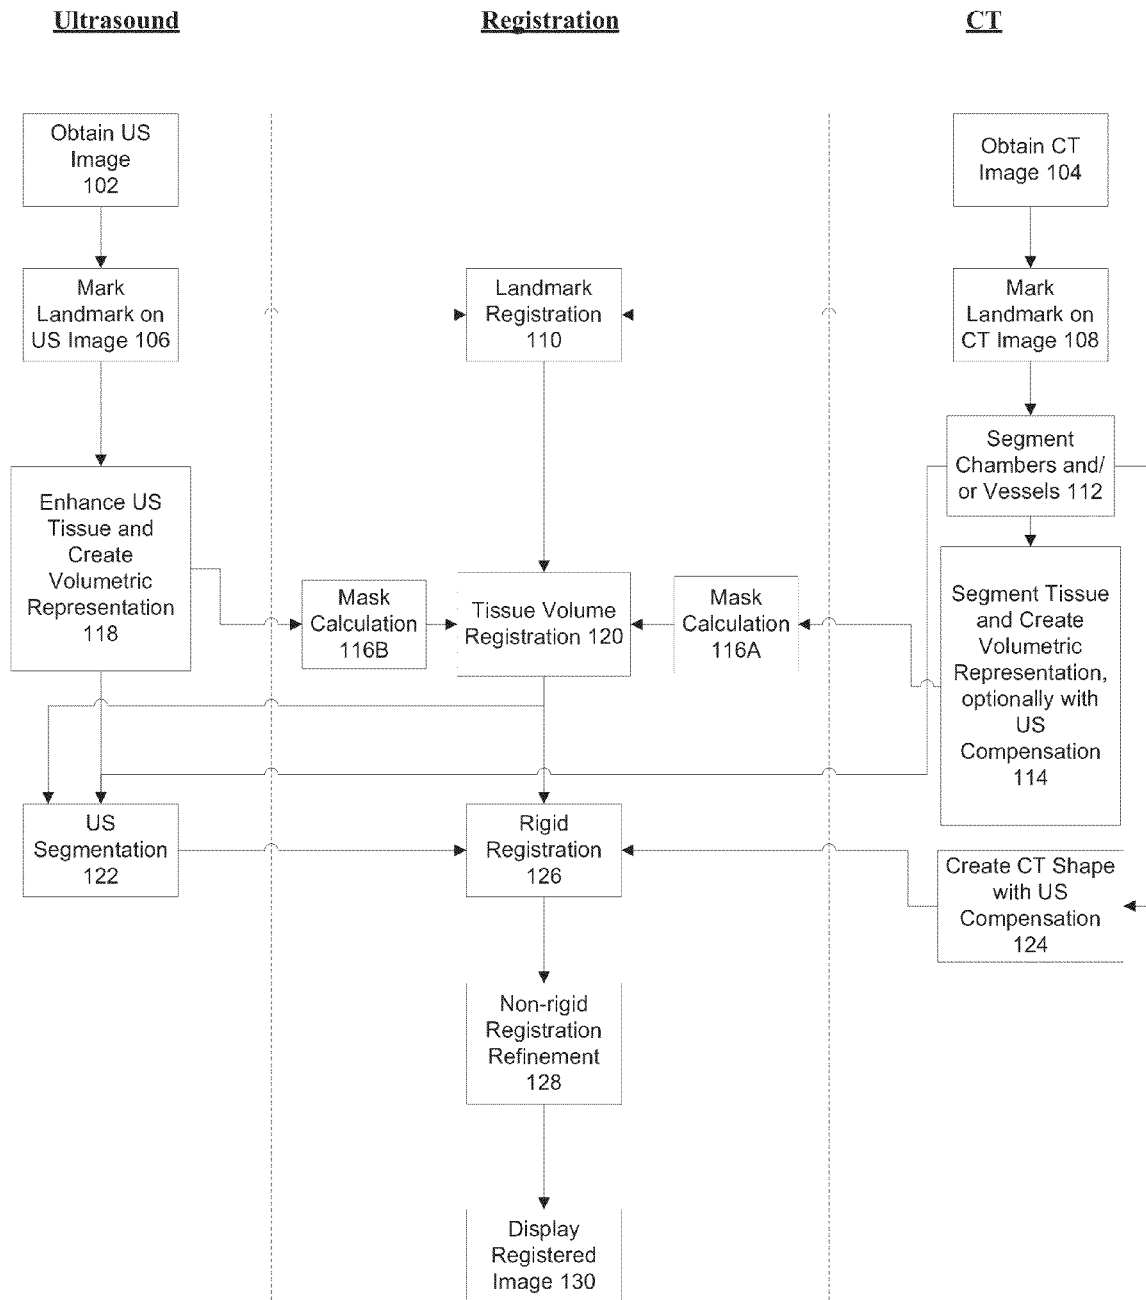 Ultrasound
Registration
CT
Obtain US
Image
102
Obtain CT
Image 104
Mark
Landmark on
US Image 106
Landmark
Registration
110
Mark
Landmark on
CT Image 108
Segment
Chambers and/
or Vessels 112
Enhance US
Tissue and
Create
Volumetric
Representation
118
Mask
Calculation
116B
Tissue Volume
Registration 120
Mask
Calculation
116A
Segment Tissue
and Create
Volumetric
Representation,
optionally with
US
Compensation
114
US
Segmentation
122
Rigid
Registration
126
Create CT Shape
with US
Compensation
124
Non-rigid
Registration
Refinement
128
Display
Registered
Image 130